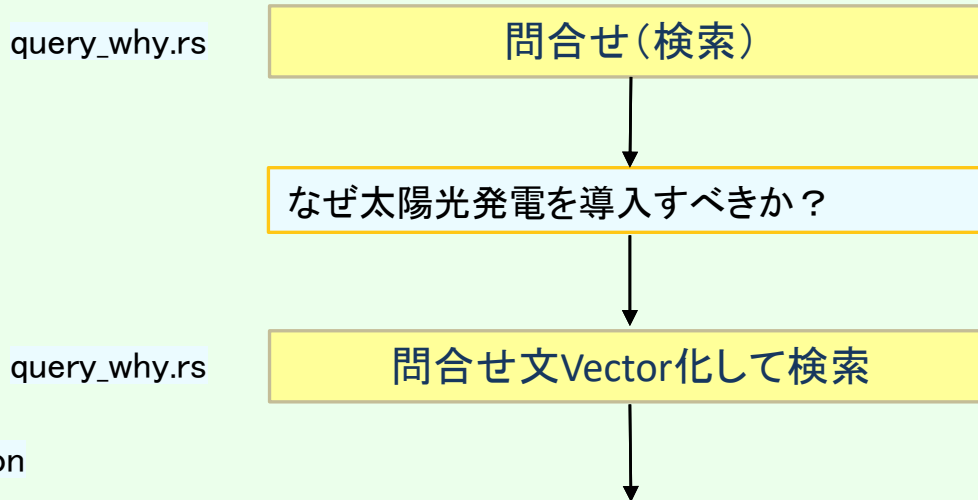 query_why.rs
問合せ(検索)
なぜ太陽光発電を導入すべきか？
query_why.rs
問合せ文Vector化して検索
on